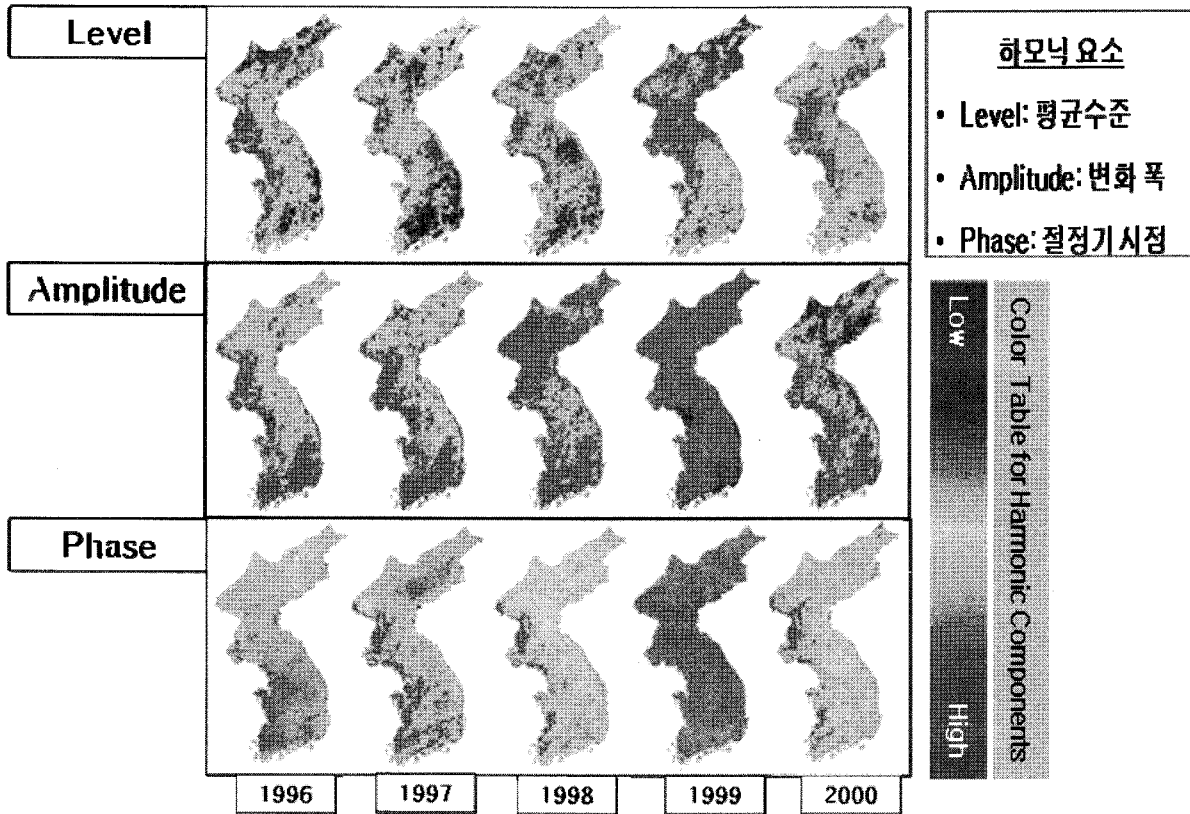 Level
하모닉 요소
• Level: 평균수준
• Amplitude: 변화 폭
• Phase: 절정기 시점
Amplitude
Phase
Low
High
Color Table for Harmonic Components
1996
1997
1998
1999
2000